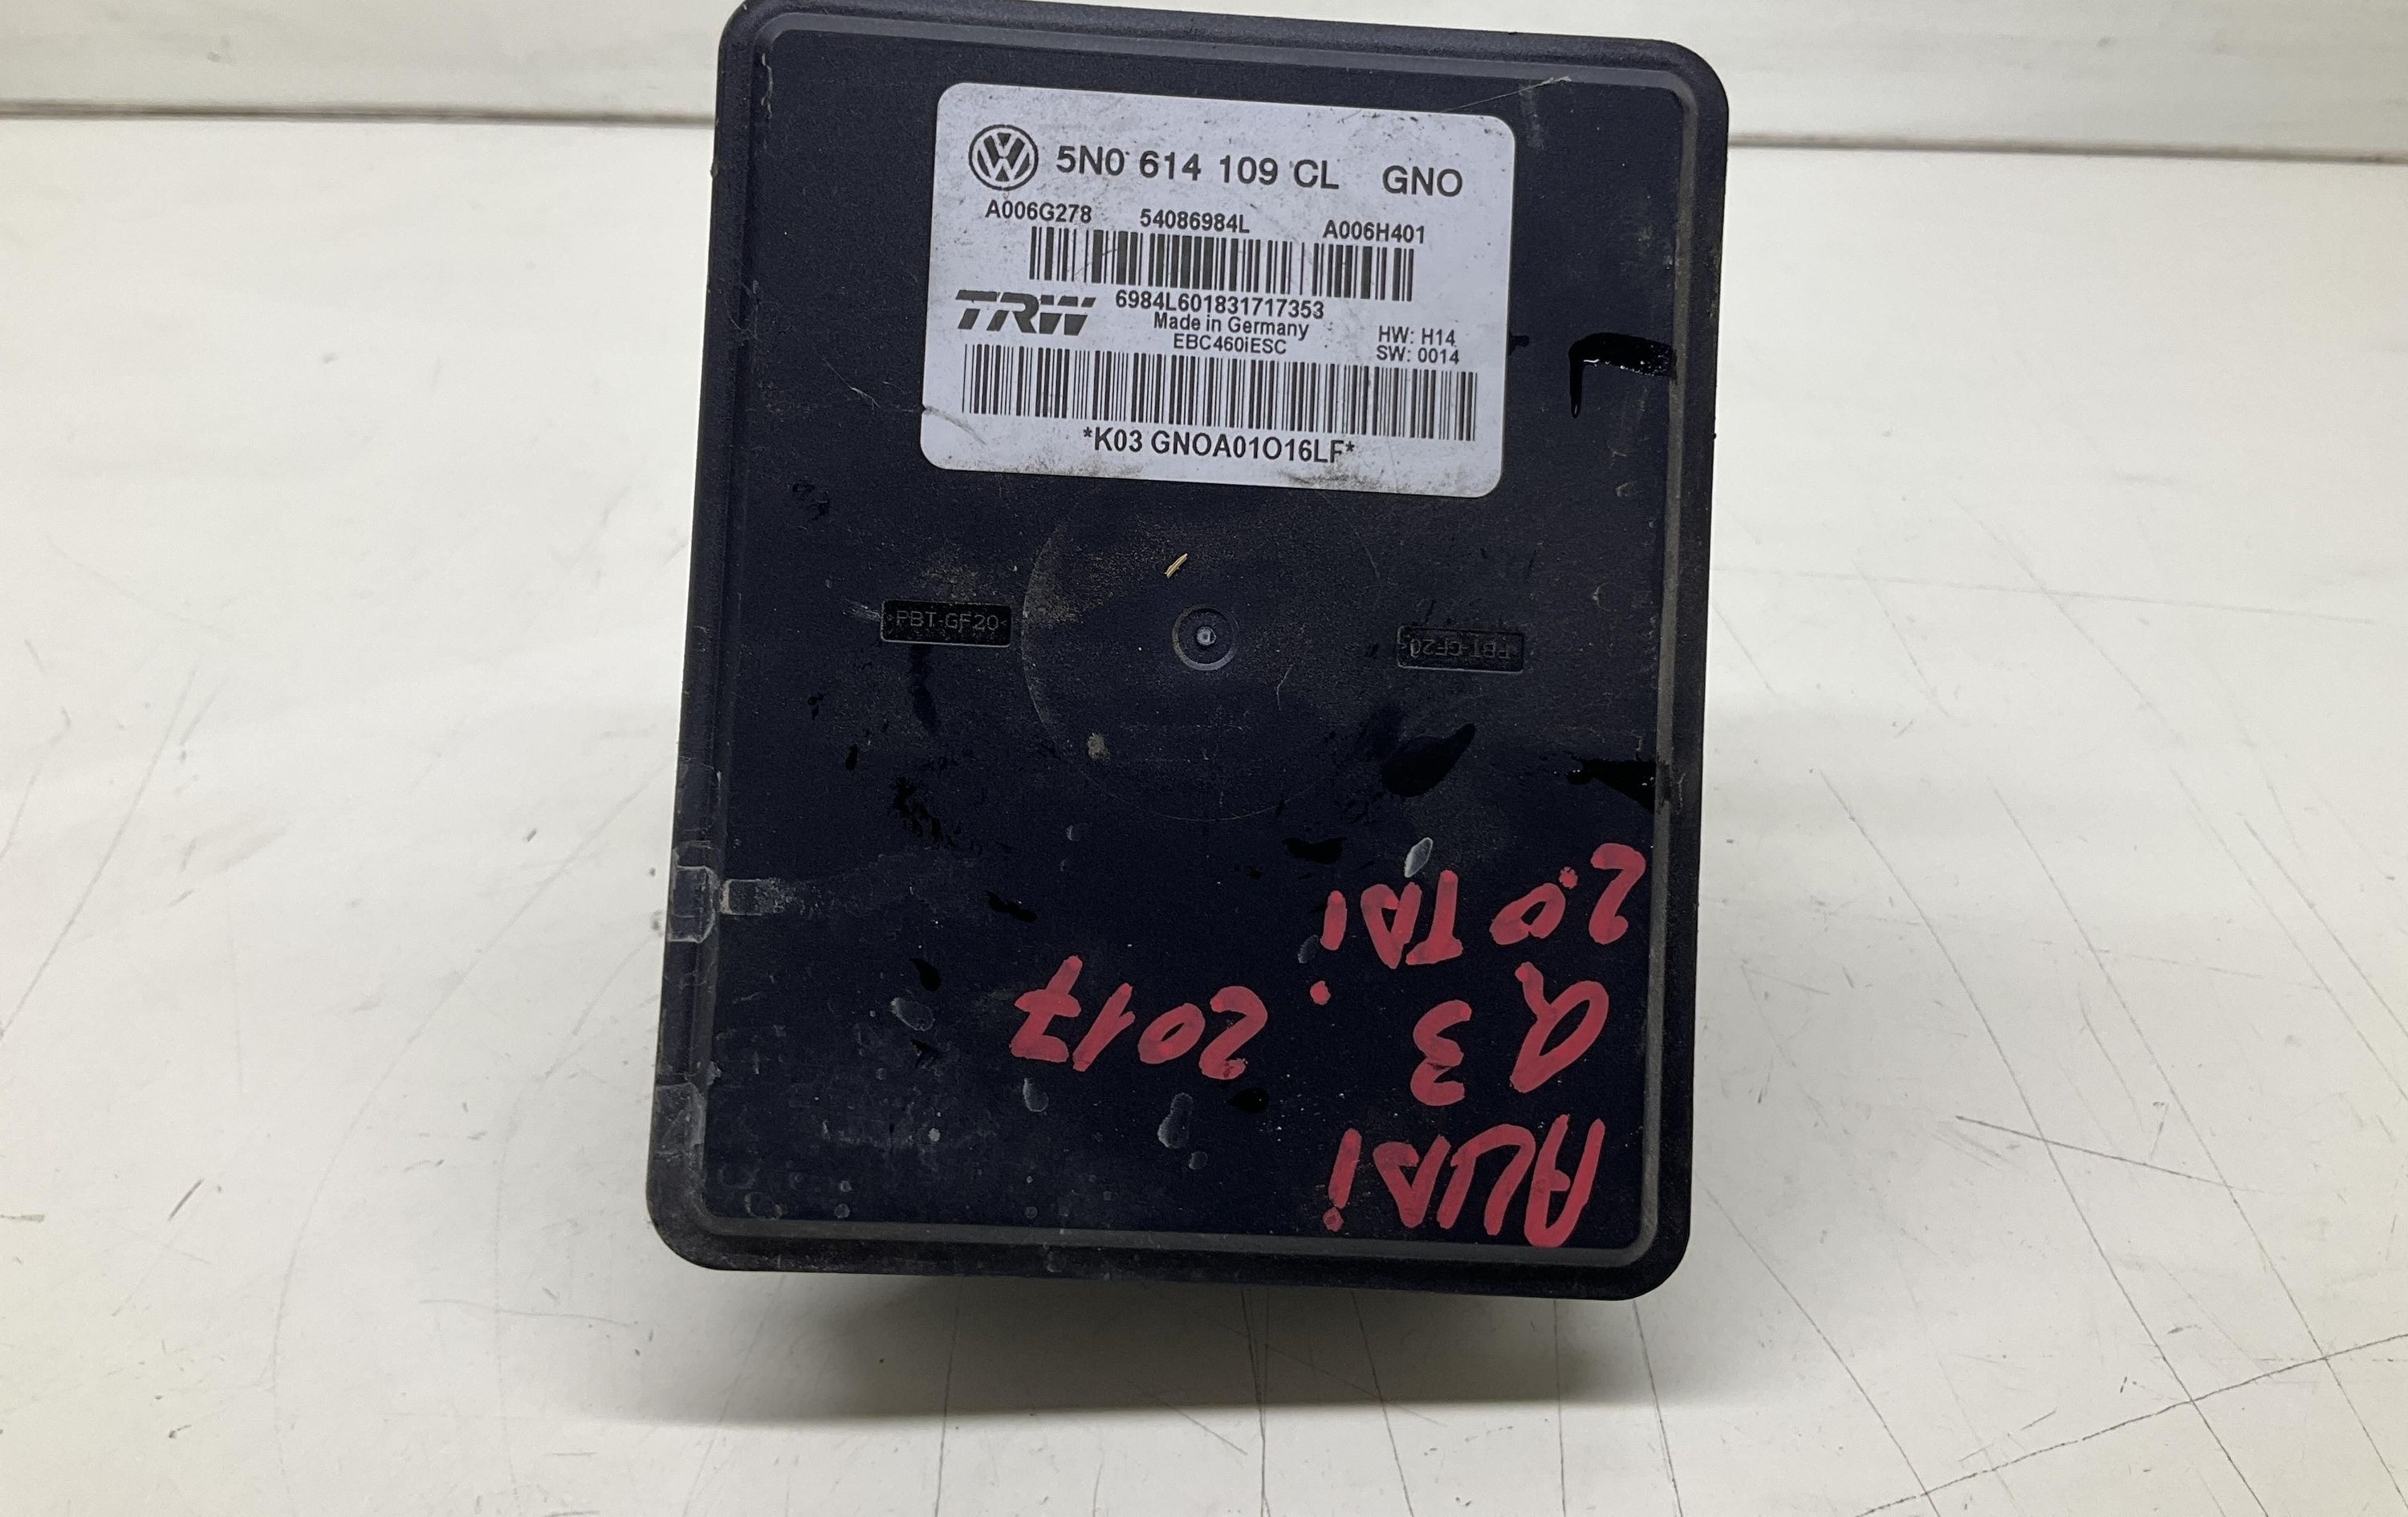 5N0 614 109 CL GNO
A006G278 54086984L A006H401
TRW 6984L601831717353
Made in Germany HW: H14
EBC460iESC SW: 0014
*K03 GNOA01O16LF*
>PBT-GF20<
>PBT-GF20<
AUDi
Q3. 2017
2.0 TDi